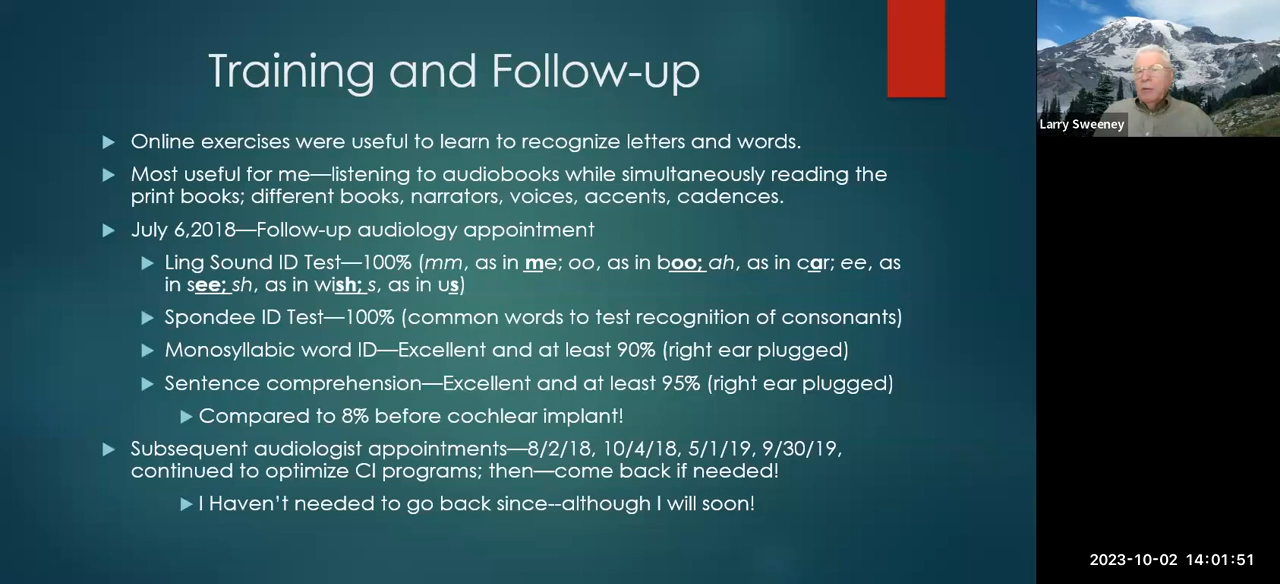 Training and Follow-up
Online exercises were useful to learn to recognize letters and words.
Most useful for me—listening to audiobooks while simultaneously reading the
print books; different books, narrators, voices, accents, cadences.
July 6,2018—Follow-up audiology appointment
Ling Sound ID Test—100% (mm, as in me; oo, as in boo; ah, as in car; ee, as
in see; sh, as in wish; s, as in us)
Spondee ID Test—100% (common words to test recognition of consonants)
Monosyllabic word ID—Excellent and at least 90% (right ear plugged)
Sentence comprehension—Excellent and at least 95% (right ear plugged)
Compared to 8% before cochlear implant!
Subsequent audiologist appointments—8/2/18, 10/4/18, 5/1/19, 9/30/19,
continued to optimize CI programs; then—come back if needed!
I Haven’t needed to go back since--although I will soon!
Larry Sweeney
2023-10-02 14:01:51